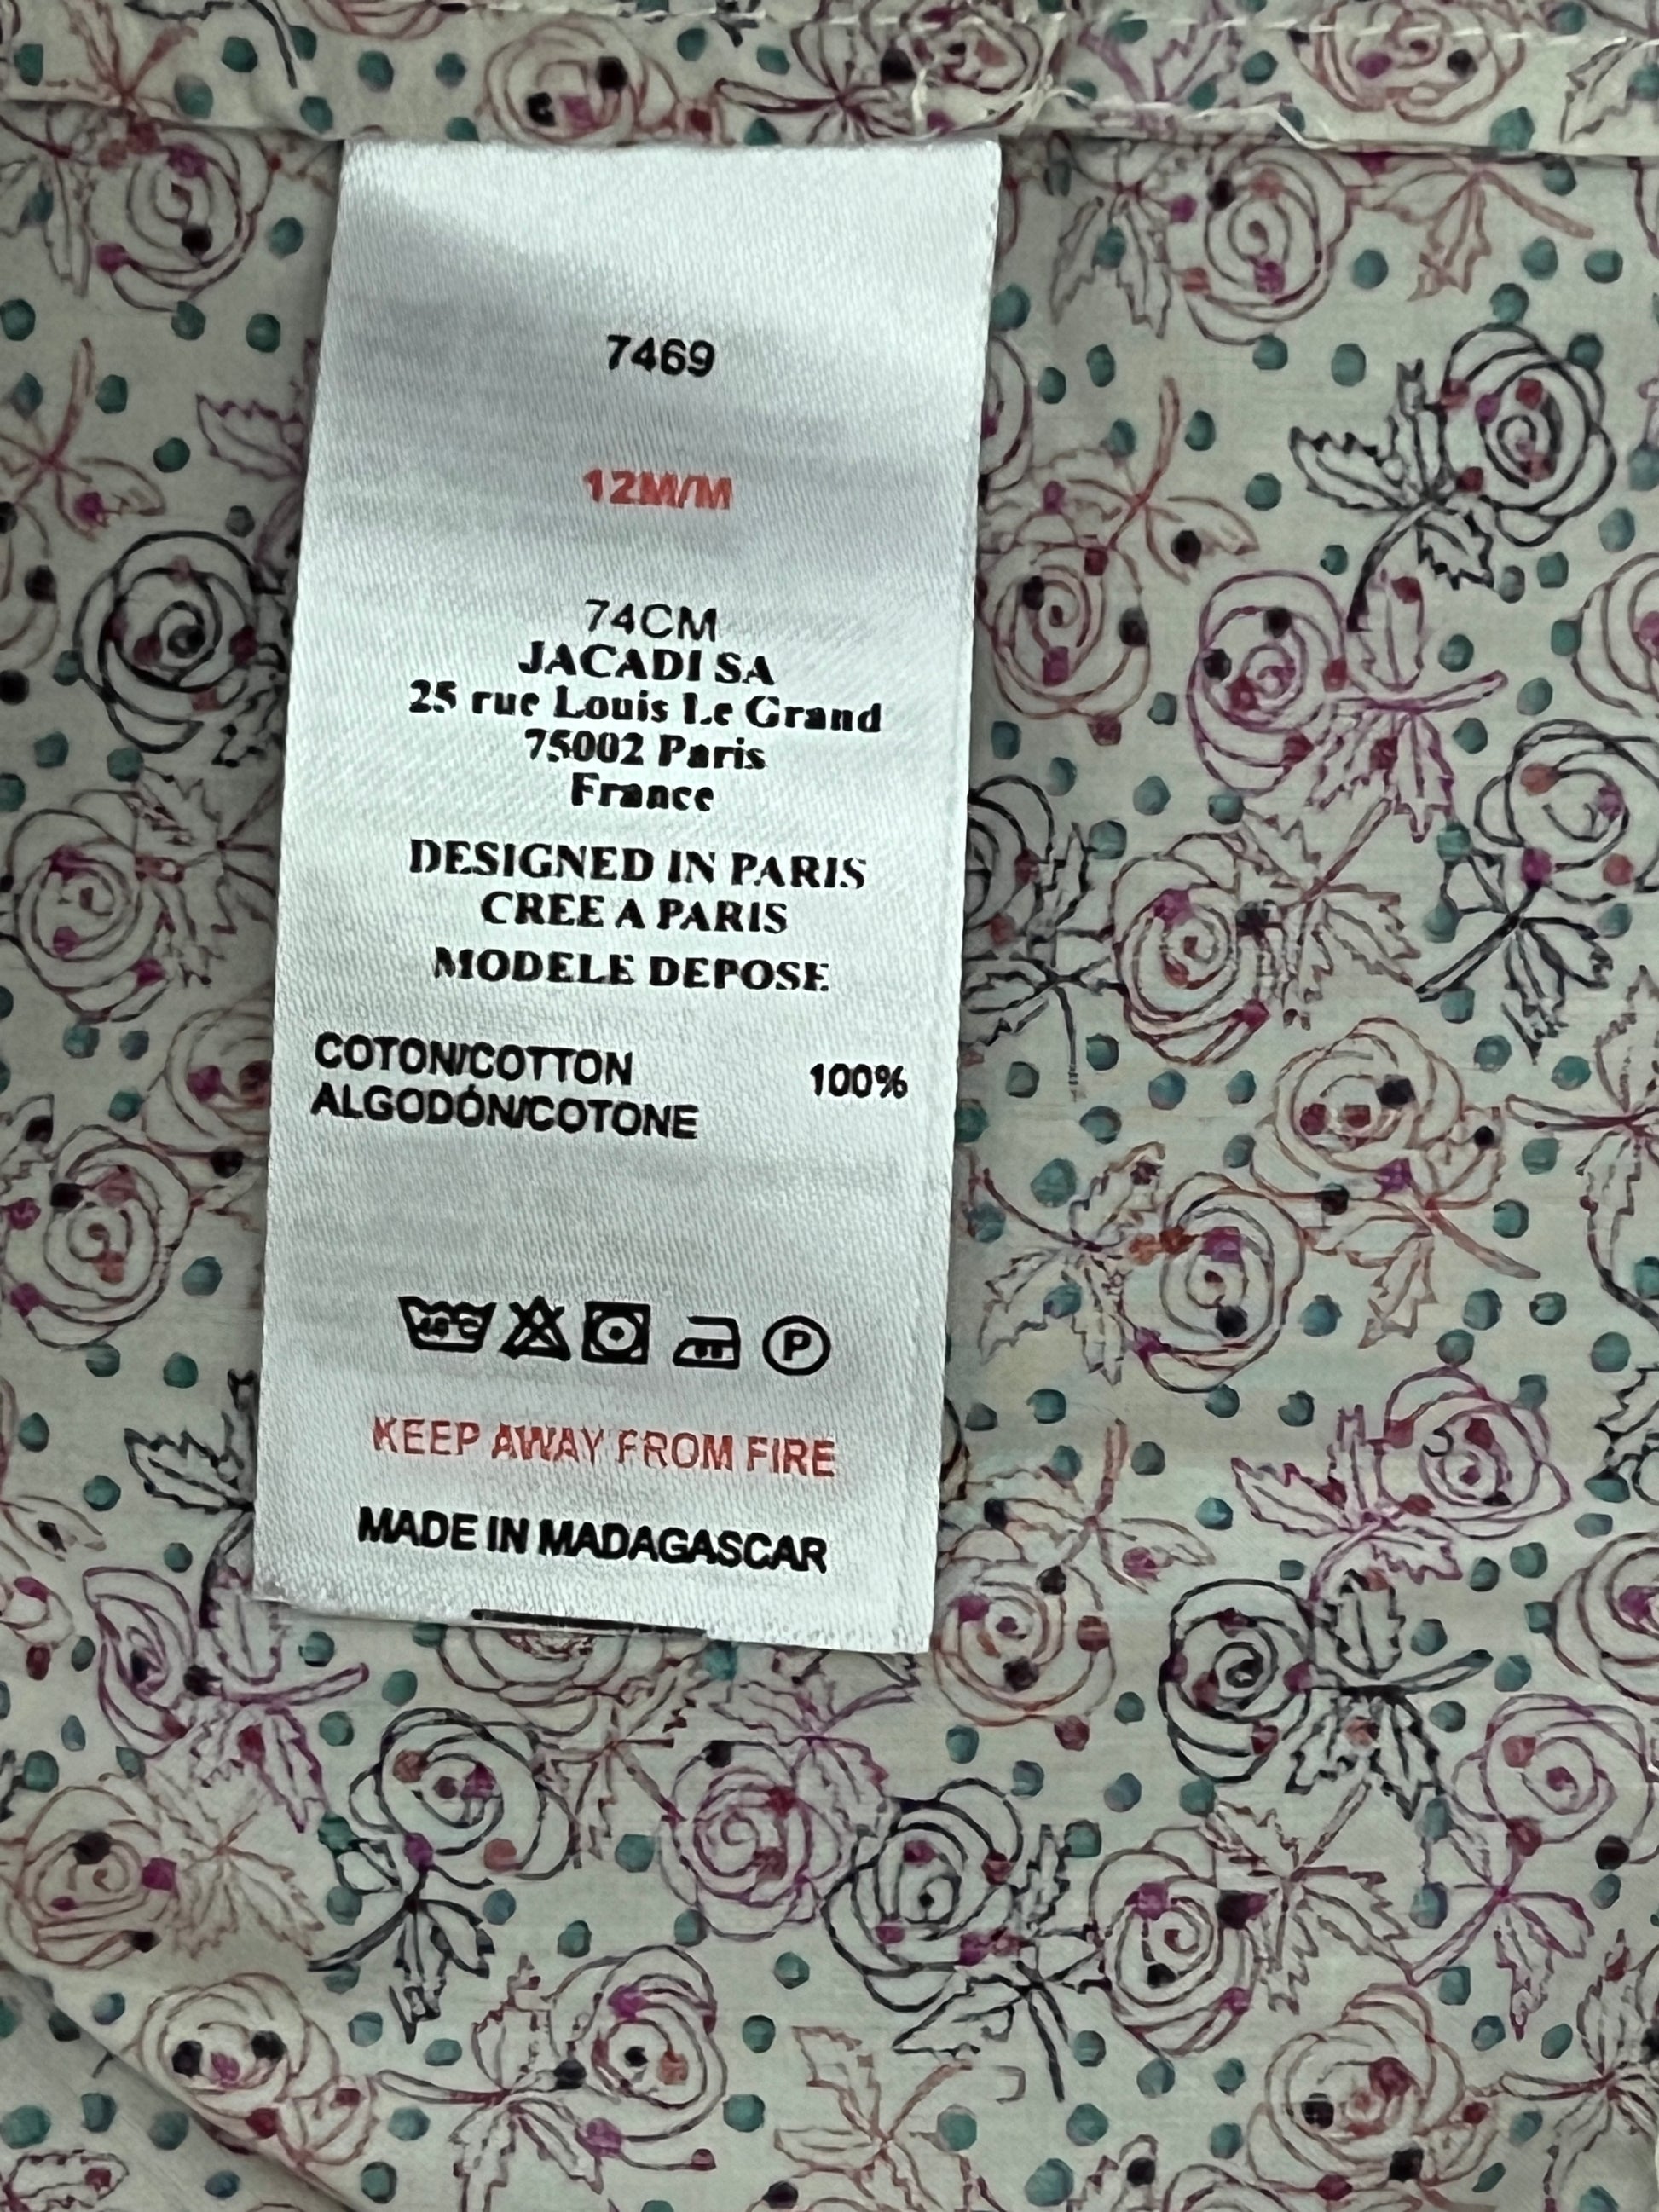 7469
12M/M
74CM
JACADI SA
25 rue Louis Le Grand
75002 Paris
France
DESIGNED IN PARIS
CREE A PARIS
MODELE DEPOSE
COTON/COTTON 100%
ALGODÓN/COTONE
40°C P
KEEP AWAY FROM FIRE
MADE IN MADAGASCAR